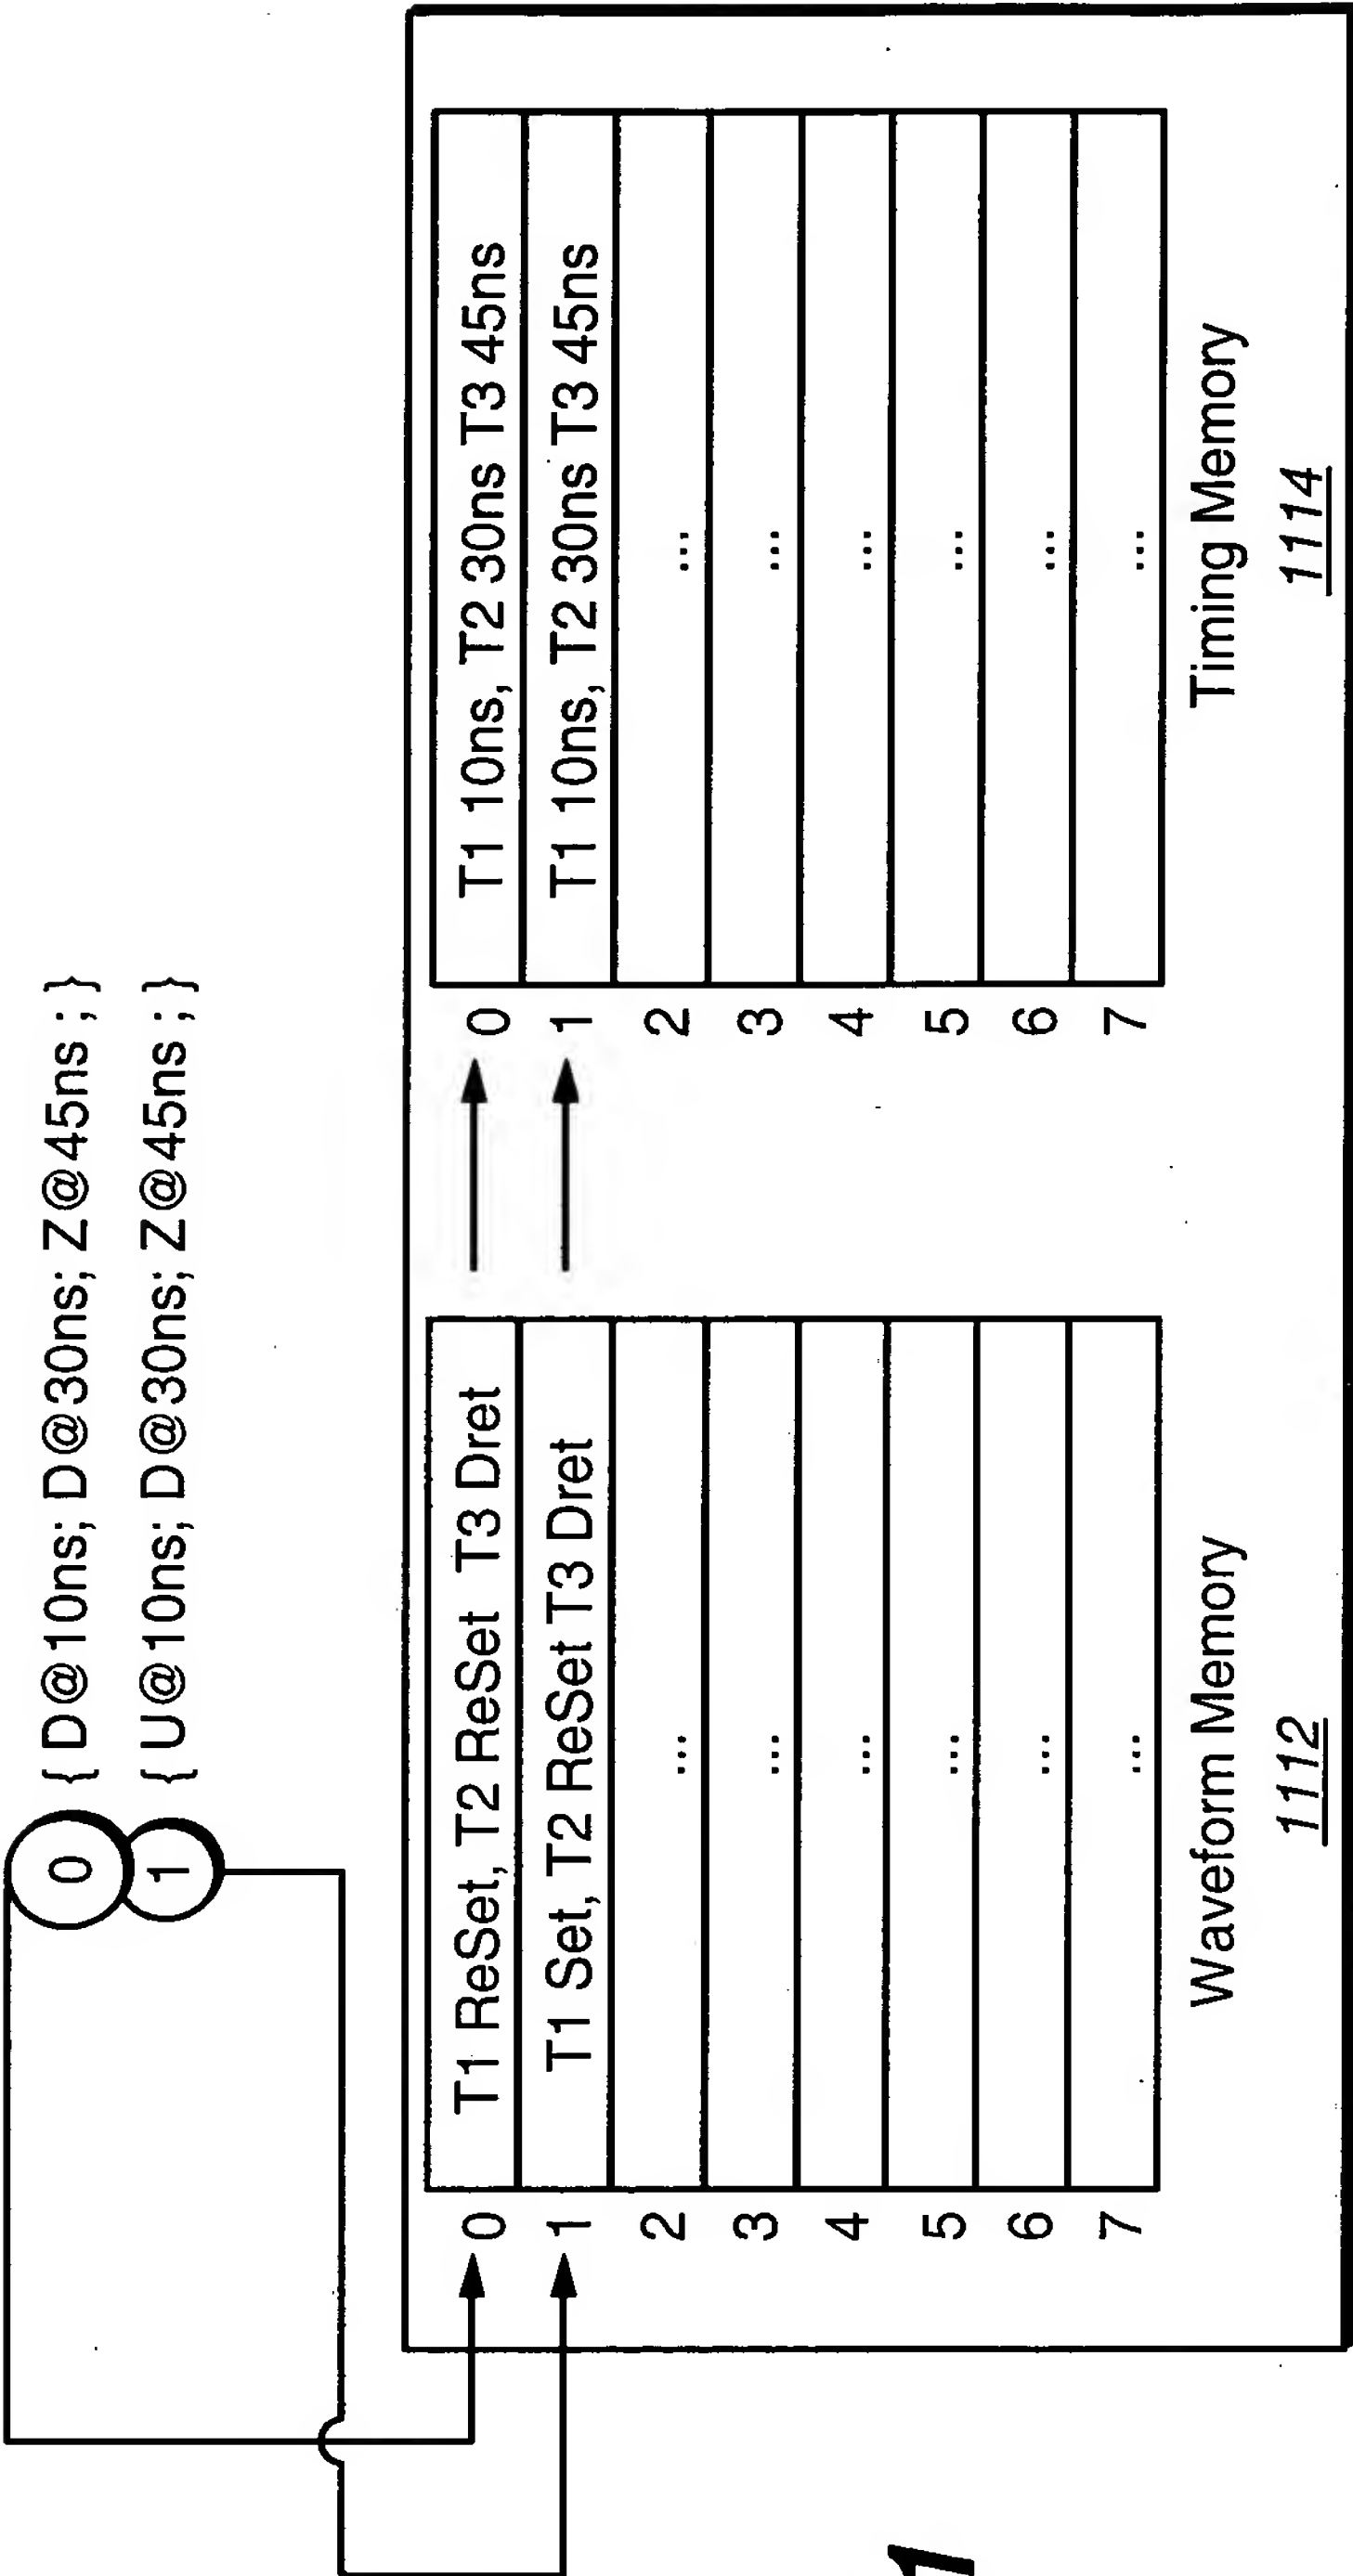 0 { D@10ns; D@30ns; Z@45ns ; }
1 { U@10ns; D@30ns; Z@45ns ; }
0 T1 ReSet, T2 ReSet T3 Dret
1 T1 Set, T2 ReSet T3 Dret
2 ...
3 ...
4 ...
5 ...
6 ...
7 ...
Waveform Memory
1112
0 T1 10ns, T2 30ns T3 45ns
1 T1 10ns, T2 30ns T3 45ns
2 ...
3 ...
4 ...
5 ...
6 ...
7 ...
Timing Memory
1114
1